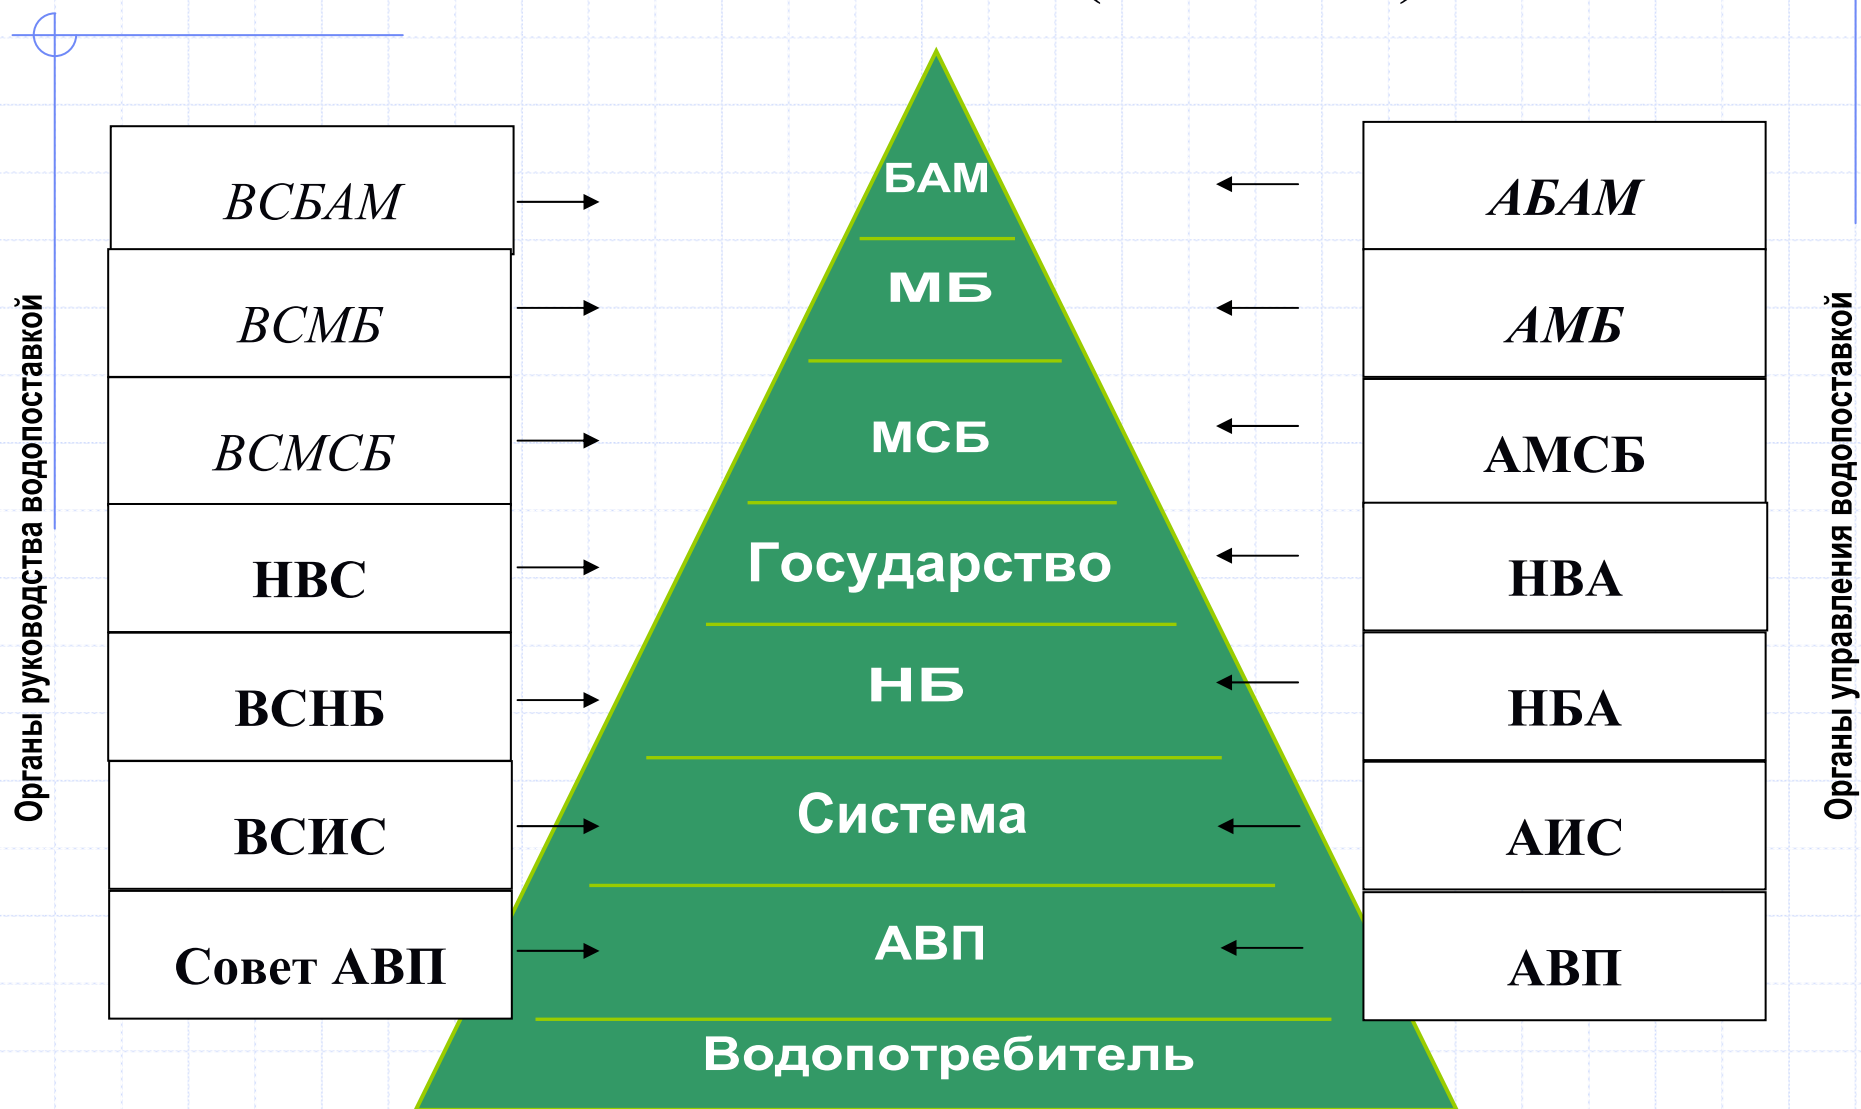 Органы руководства водопоставкой
ВСБАМ
ВСМБ
ВСМСБ
НВС
ВСНБ
ВСИС
Совет АВП
БАМ
МБ
МСБ
Государство
НБ
Система
АВП
Водопотребитель
АБАМ
АМБ
АМСБ
НВА
НБА
АИС
АВП
Органы управления водопоставкой